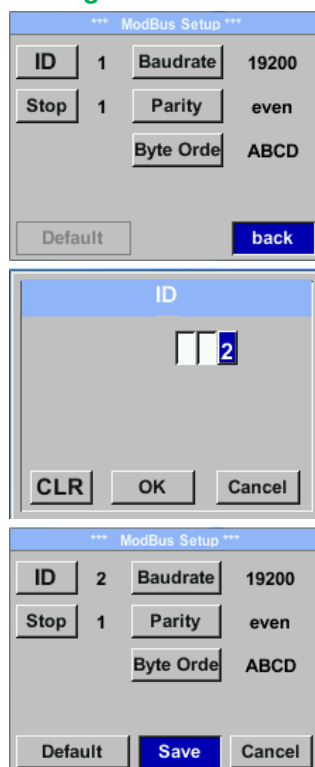 *** ModBus Setup ***
ID 1 Baudrate 19200
Stop 1 Parity even
Byte Orde ABCD
Default back
ID
2
CLR OK Cancel
*** ModBus Setup ***
ID 2 Baudrate 19200
Stop 1 Parity even
Byte Orde ABCD
Default Save Cancel